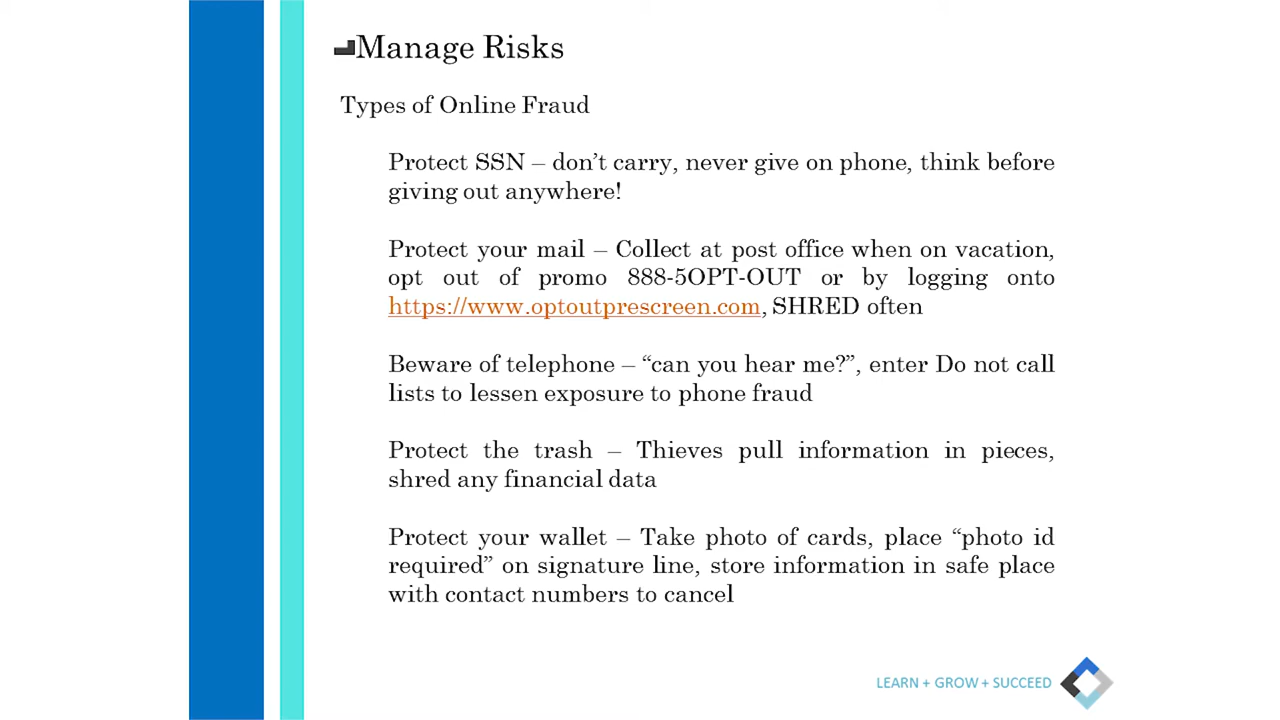 Manage Risks
Types of Online Fraud
Protect SSN – don’t carry, never give on phone, think before
giving out anywhere!
Protect your mail – Collect at post office when on vacation,
opt out of promo 888-5OPT-OUT or by logging onto
https://www.optoutprescreen.com, SHRED often
Beware of telephone – “can you hear me?”, enter Do not call
lists to lessen exposure to phone fraud
Protect the trash – Thieves pull information in pieces,
shred any financial data
Protect your wallet – Take photo of cards, place “photo id
required” on signature line, store information in safe place
with contact numbers to cancel
LEARN + GROW + SUCCEED